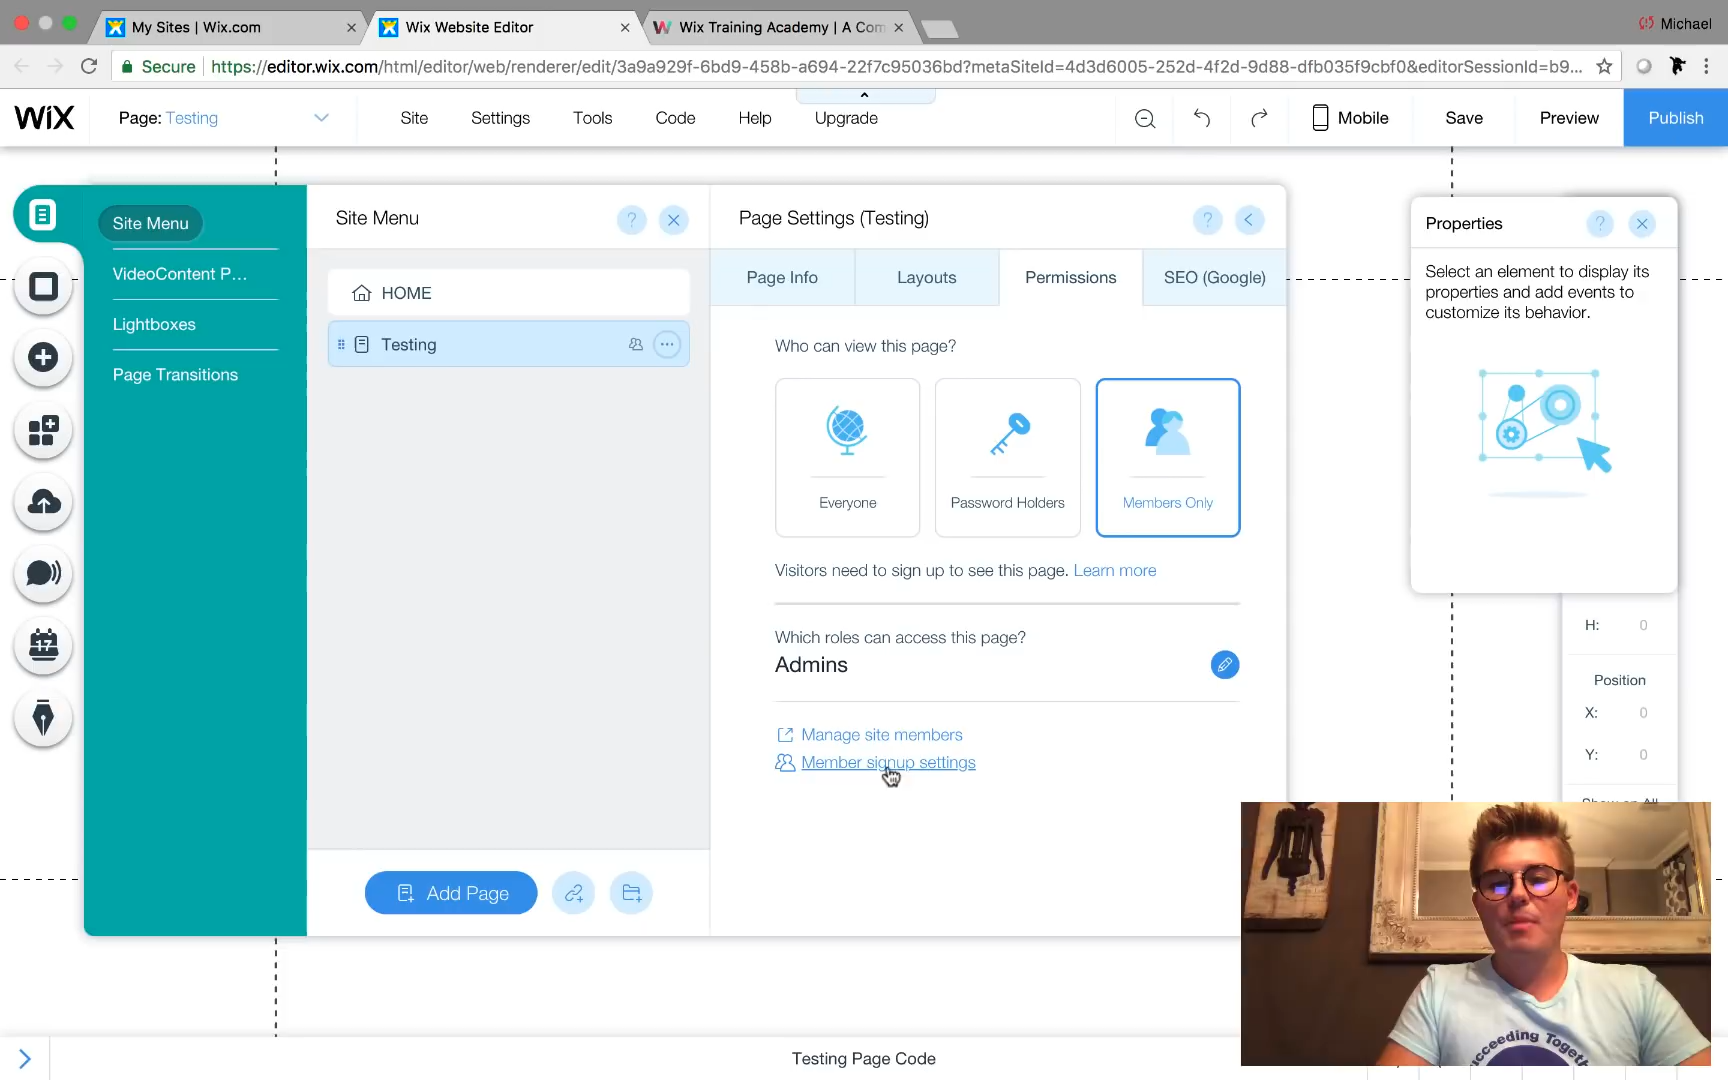 My Sites | Wix.com
Wix Website Editor
Wix Training Academy | A Com
Michael
Secure
https://editor.wix.com/html/editor/web/renderer/edit/3a9a929f-6bd9-458b-a694-22f7c95036bd?metaSiteId=4d3d6005-252d-4f2d-9d88-dfb035f9cbf0&editorSessionId=b9...
WiX
Page: Testing
Site
Settings
Tools
Code
Help
Upgrade
Mobile
Save
Preview
Publish
Site Menu
VideoContent P...
Lightboxes
Page Transitions
17
Site Menu
?
HOME
Testing
Add Page
Page Settings (Testing)
?
Page Info
Layouts
Permissions
SEO (Google)
Who can view this page?
Everyone
Password Holders
Members Only
Visitors need to sign up to see this page. Learn more
Which roles can access this page?
Admins
Manage site members
Member signup settings
Properties
?
Select an element to display its
properties and add events to
customize its behavior.
H: 0
Position
X: 0
Y: 0
Show on All
Testing Page Code
ucceeding Togeth